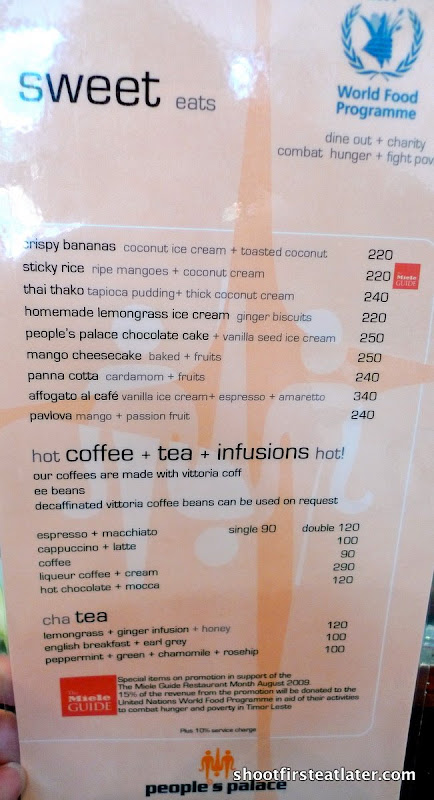 sweet eats
World Food
Programme
dine out + charity
combat hunger + fight pov
crispy bananas coconut ice cream + toasted coconut 220
sticky rice ripe mangoes + coconut cream 220
Miele
GUIDE
thai thako tapioca pudding+ thick coconut cream 240
homemade lemongrass ice cream ginger biscuits 220
people's palace chocolate cake + vanilla seed ice cream 250
mango cheesecake baked + fruits 250
panna cotta cardamom + fruits 240
affogato al café vanilla ice cream+ espresso + amaretto 340
pavlova mango + passion fruit 240
hot coffee + tea + infusions hot!
our coffees are made with vittoria coff
ee beans
decaffinated vittoria coffee beans can be used on request
espresso + macchiato single 90 double 120
cappuccino + latte 100
coffee 90
liqueur coffee + cream 290
hot chocolate + mocca 120
cha tea
lemongrass + ginger infusion + honey 120
english breakfast + earl grey 100
peppermint + green + chamomile + rosehip 100
The
Miele
GUIDE
Special items on promotion in support of the
The Miele Guide Restaurant Month August 2009.
15% of the revenue from the promotion will be donated to the
United Nations World Food Programme in aid of their activities
to combat hunger and poverty in Timor Leste
Plus 10% service charge
people's palace
shootfirsteatlater.com